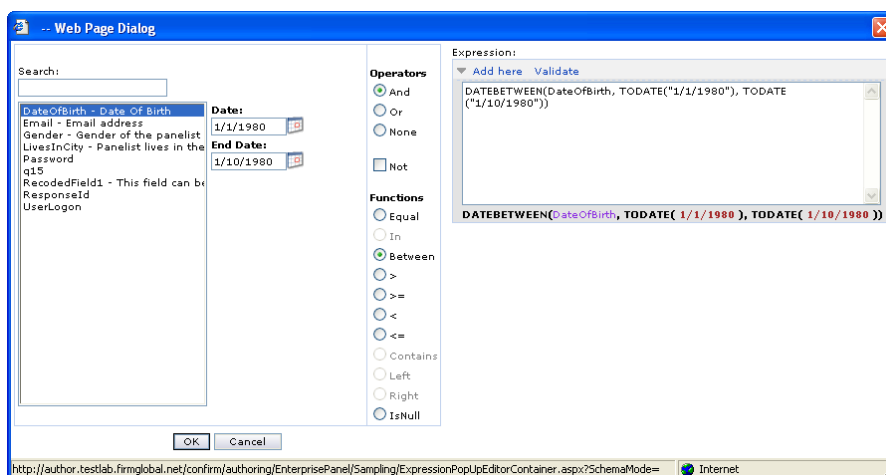 -- Web Page Dialog
Search:
DateOfBirth - Date Of Birth
Email - Email address
Gender - Gender of the panelist
LivesInCity - Panelist lives in the
Password
q15
RecodedField1 - This field can be
ResponseId
UserLogon
Date:
1/1/1980
End Date:
1/10/1980
Operators
And
Or
None
Not
Functions
Equal
In
Between
>
>=
<
<=
Contains
Left
Right
IsNull
Expression:
Add here Validate
DATEBETWEEN(DateOfBirth, TODATE("1/1/1980"), TODATE
("1/10/1980"))
DATEBETWEEN(DateOfBirth, TODATE( 1/1/1980 ), TODATE( 1/10/1980 ))
OK Cancel
http://author.testlab.firmglobal.net/confirm/authoring/EnterprisePanel/Sampling/ExpressionPopUpEditorContainer.aspx?SchemaMode= Internet